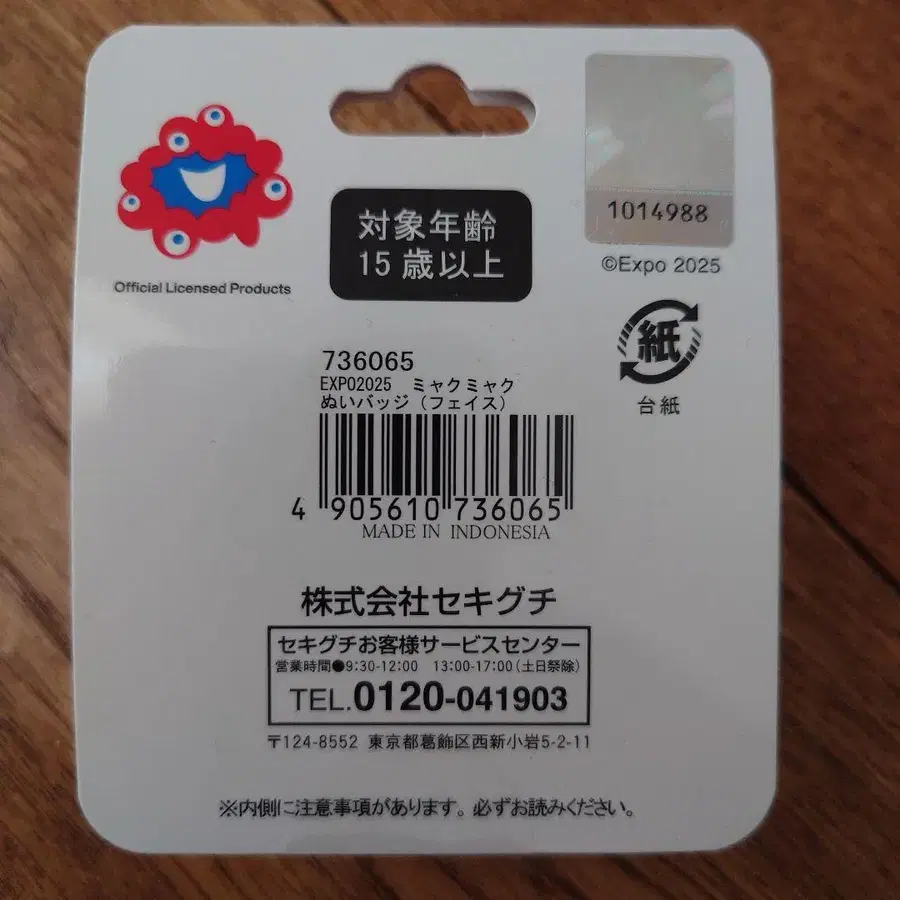 Official Licensed Products
対象年齢
15歳以上
1014988
©Expo 2025
紙
台紙
736065
EXPO2025 ミャクミャク
ぬいバッジ（フェイス）
4 905610 736065
MADE IN INDONESIA
株式会社セキグチ
セキグチお客様サービスセンター
営業時間●9:30-12:00 13:00-17:00（土日祭除）
TEL.0120-041903
〒124-8552 東京都葛飾区西新小岩5-2-11
※内側に注意事項があります。必ずお読みください。